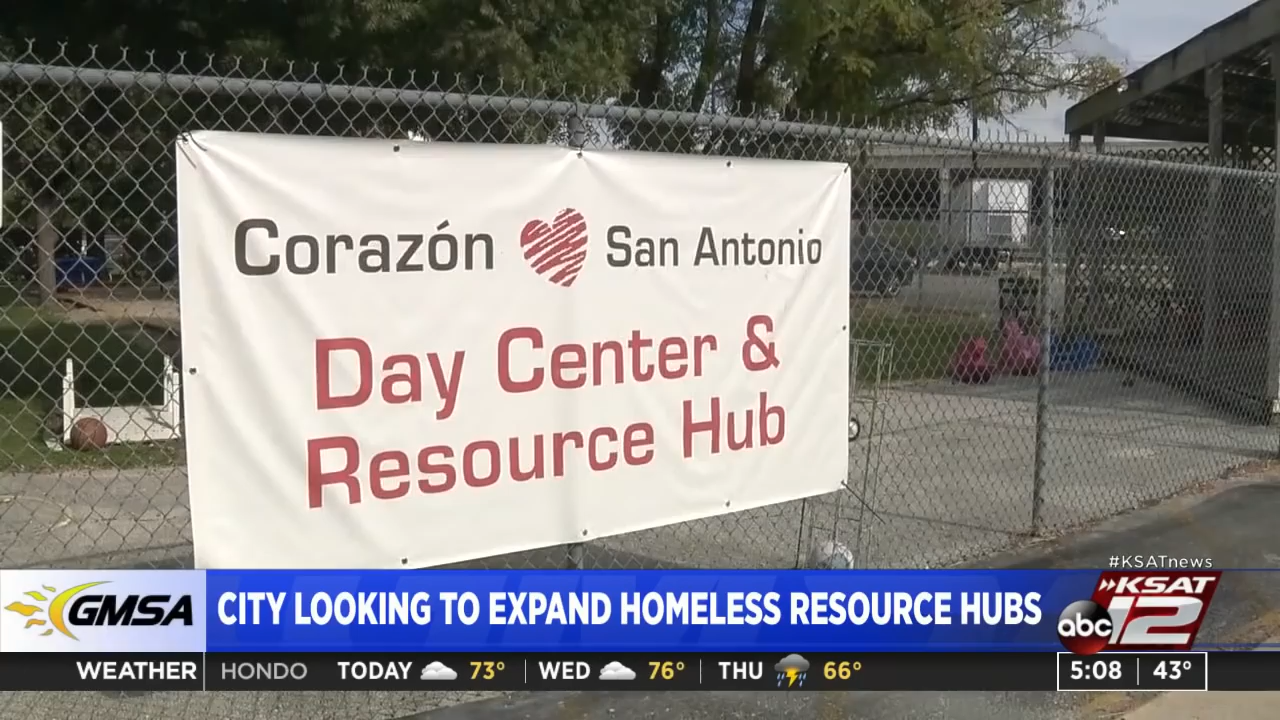 Corazón San Antonio
Day Center &
Resource Hub
#KSATnews
GMSA
CITY LOOKING TO EXPAND HOMELESS RESOURCE HUBS
abc
KSAT
12
WEATHER HONDO TODAY 73° WED 76° THU 66° 5:08 43°